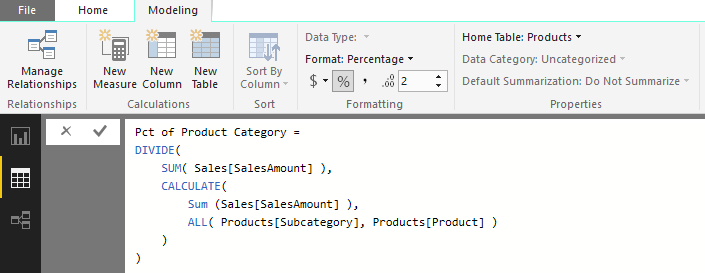 File Home Modeling
Manage Relationships
New Measure
New Column
New Table
Sort By Column
Data Type:
Format: Percentage
$ % , .00 2
Home Table: Products
Data Category: Uncategorized
Default Summarization: Do Not Summarize
Relationships Calculations Sort Formatting Properties
Pct of Product Category =
DIVIDE(
SUM( Sales[SalesAmount] ),
CALCULATE(
Sum (Sales[SalesAmount] ),
ALL( Products[Subcategory], Products[Product] )
)
)